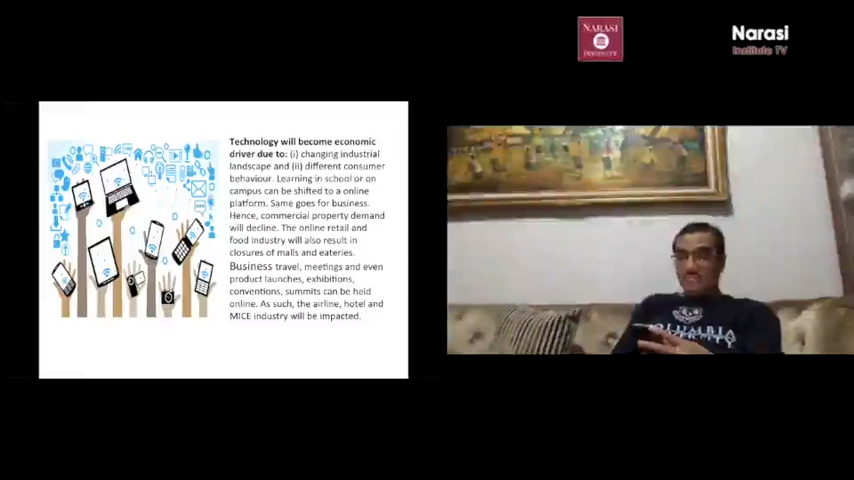 NARASI
INSTITUTE
Narasi
Institute TV
Technology will become economic
driver due to: (i) changing industrial
landscape and (ii) different consumer
behaviour. Learning in school or on
campus can be shifted to a online
platform. Same goes for business.
Hence, commercial property demand
will decline. The online retail and
food industry will also result in
closures of malls and eateries.
Business travel, meetings and even
product launches, exhibitions,
conventions, summits can be held
online. As such, the airline, hotel and
MICE industry will be impacted.
COLUMBIA